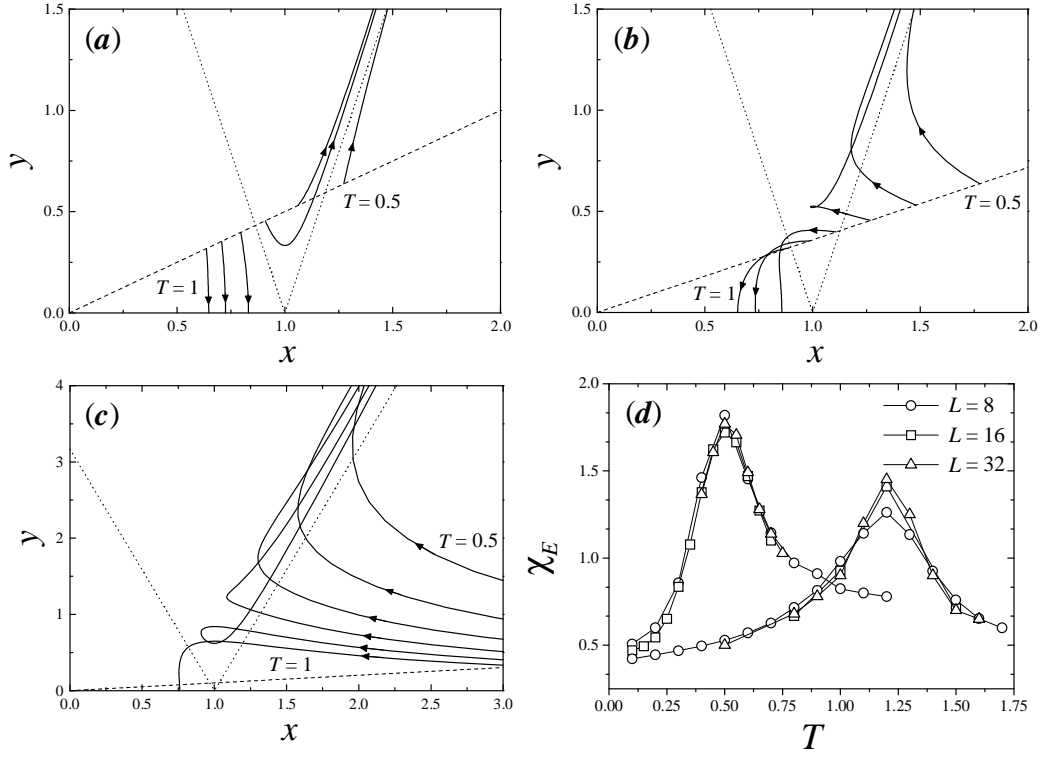 (a)
1.5
1.0
y
0.5
0.0
T = 0.5
T = 1
0.0 0.5 1.0 1.5 2.0
x
(b)
1.5
1.0
y
0.5
0.0
T = 0.5
T = 1
0.0 0.5 1.0 1.5 2.0
x
(c)
4
3
y
2
1
0
T = 0.5
T = 1
0.0 0.5 1.0 1.5 2.0 2.5 3.0
x
(d)
L = 8
L = 16
L = 32
2.0
1.5
χE
1.0
0.5
0.00 0.25 0.50 0.75 1.00 1.25 1.50 1.75
T